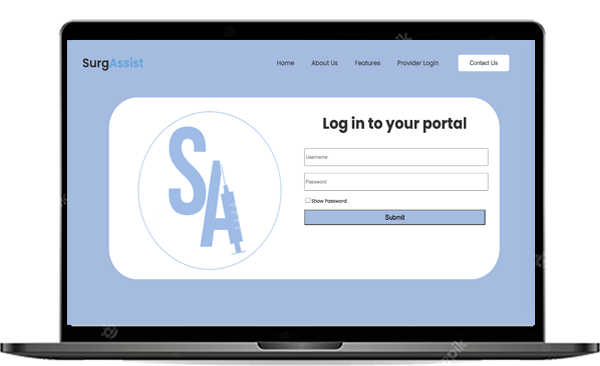 SurgAssist
Home About Us Features Provider Login Contact Us
Log in to your portal
SA
Username
Password
Show Password
Submit